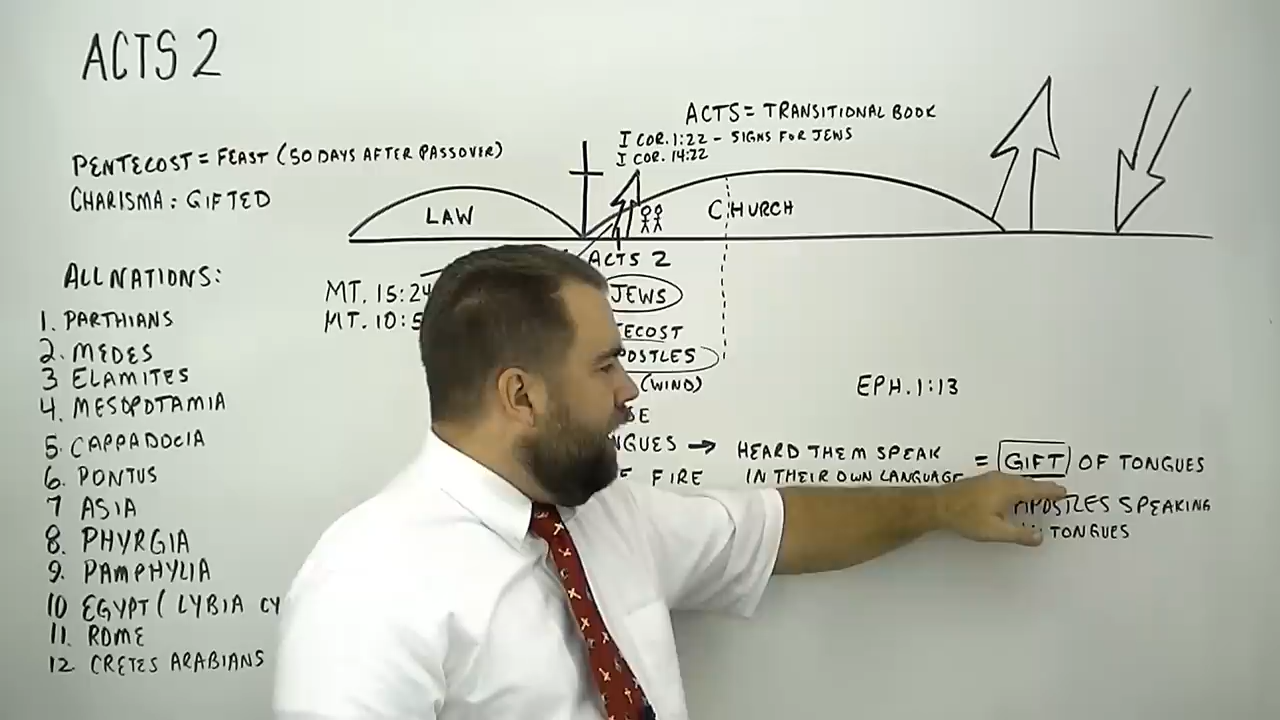 ACTS 2
ACTS = TRANSITIONAL BOOK
I COR. 1:22 - SIGNS FOR JEWS
I COR. 14:22
PENTECOST = FEAST (50 DAYS AFTER PASSOVER)
CHARISMA: GIFTED
LAW
CHURCH
ACTS 2
ALL NATIONS:
1. PARTHIANS
2. MEDES
3 ELAMITES
4. MESOPOTAMIA
5. CAPPADOCIA
6. PONTUS
7 ASIA
8. PHYRGIA
9. PAMPHYLIA
10 EGYPT ( LYBIA CY
11. ROME
12 CRETES ARABIANS
MT. 15:24
MT. 10:5
JEWS
TECOST
POSTLES
(WIND)
SE
NGUES → HEARD THEM SPEAK
IN THEIR OWN LANGUAGE
FIRE
EPH. 1:13
= GIFT OF TONGUES
APOSTLES SPEAKING
TONGUES